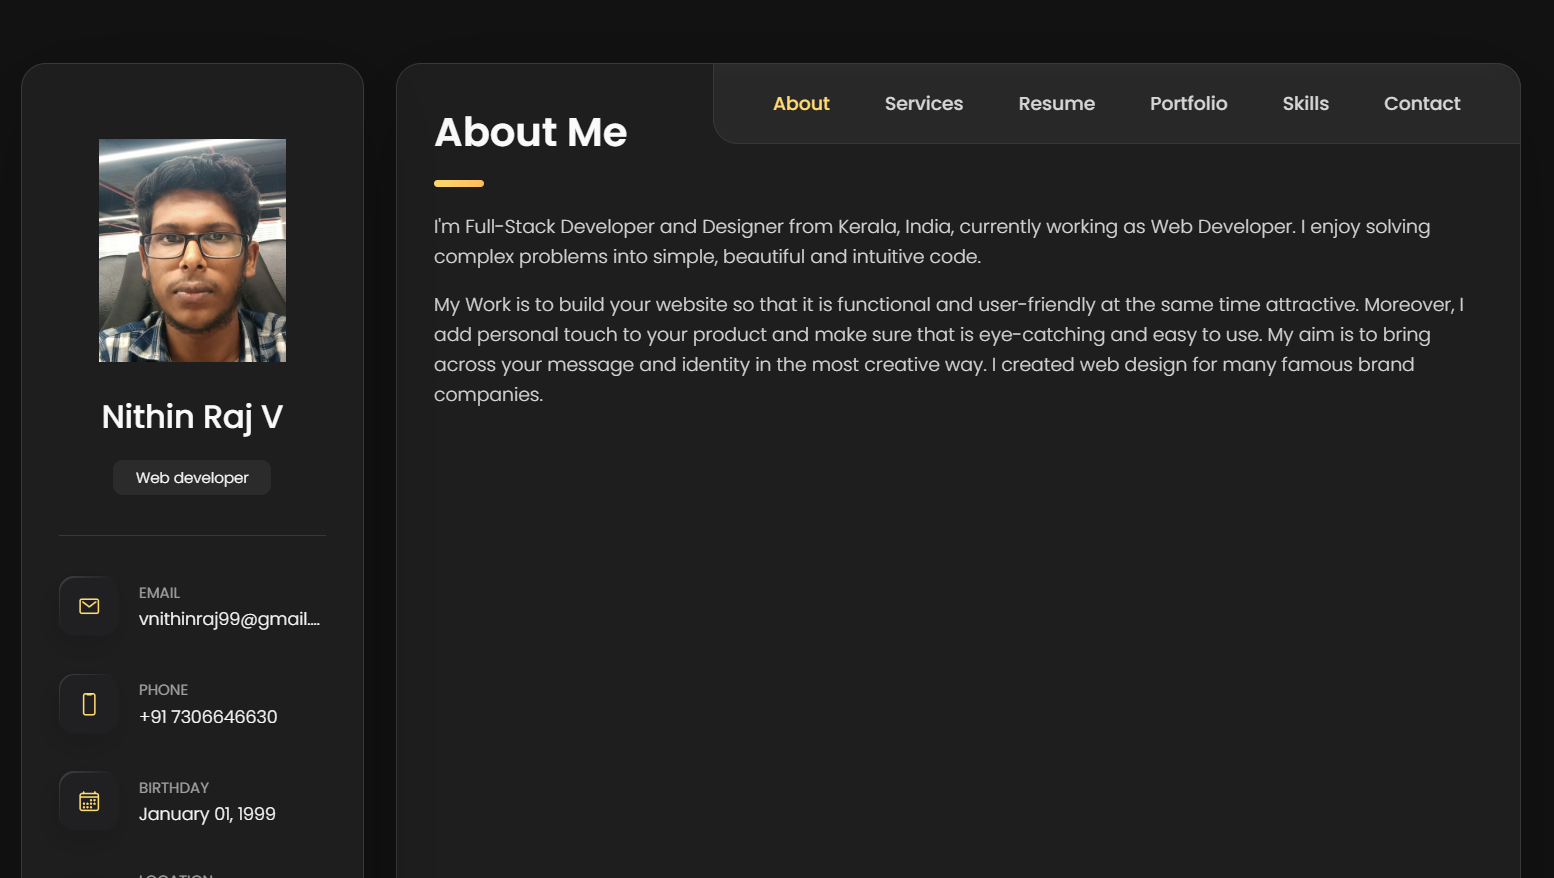 About
Services
Resume
Portfolio
Skills
Contact
About Me
I'm Full-Stack Developer and Designer from Kerala, India, currently working as Web Developer. I enjoy solving
complex problems into simple, beautiful and intuitive code.
My Work is to build your website so that it is functional and user-friendly at the same time attractive. Moreover, I
add personal touch to your product and make sure that is eye-catching and easy to use. My aim is to bring
across your message and identity in the most creative way. I created web design for many famous brand
companies.
Nithin Raj V
Web developer
EMAIL
vnithinraj99@gmail....
PHONE
+91 7306646630
BIRTHDAY
January 01, 1999
LOCATION